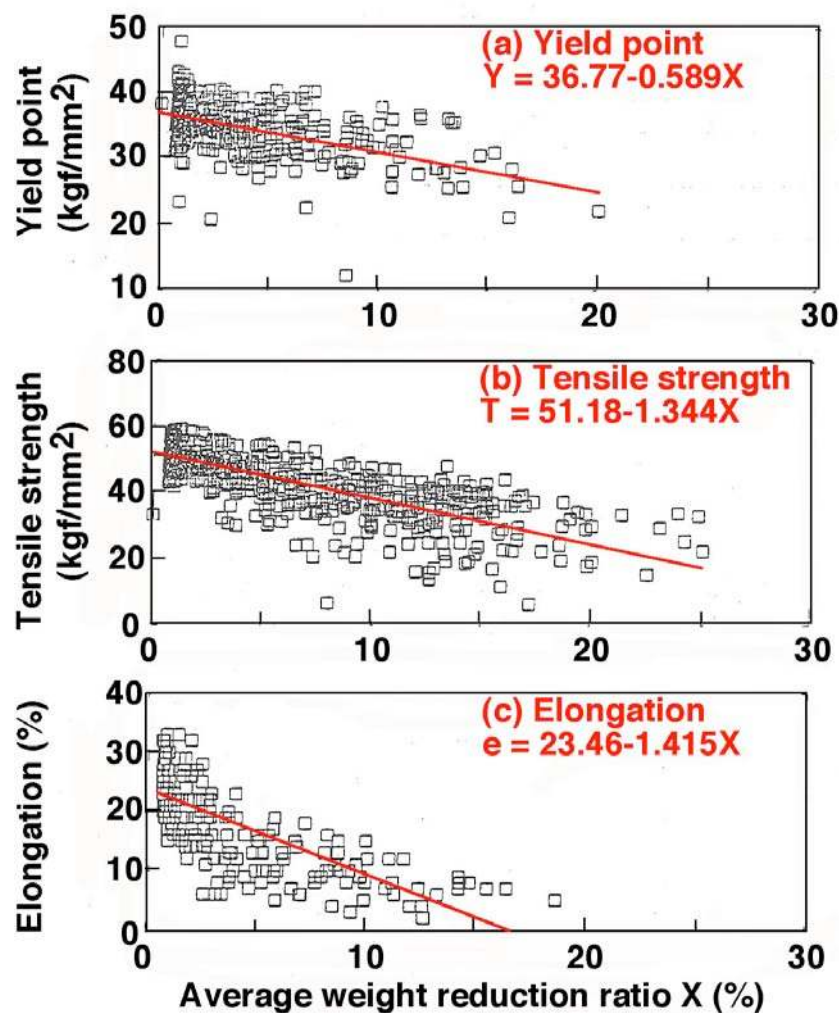 50
40
30
20
10
Yield point
(kgf/mm²)
(a) Yield point
Y = 36.77-0.589X
0
10
20
30
80
60
40
20
0
Tensile strength
(kgf/mm²)
(b) Tensile strength
T = 51.18-1.344X
0
10
20
30
40
30
20
10
0
Elongation (%)
(c) Elongation
e = 23.46-1.415X
0
10
20
30
Average weight reduction ratio X (%)